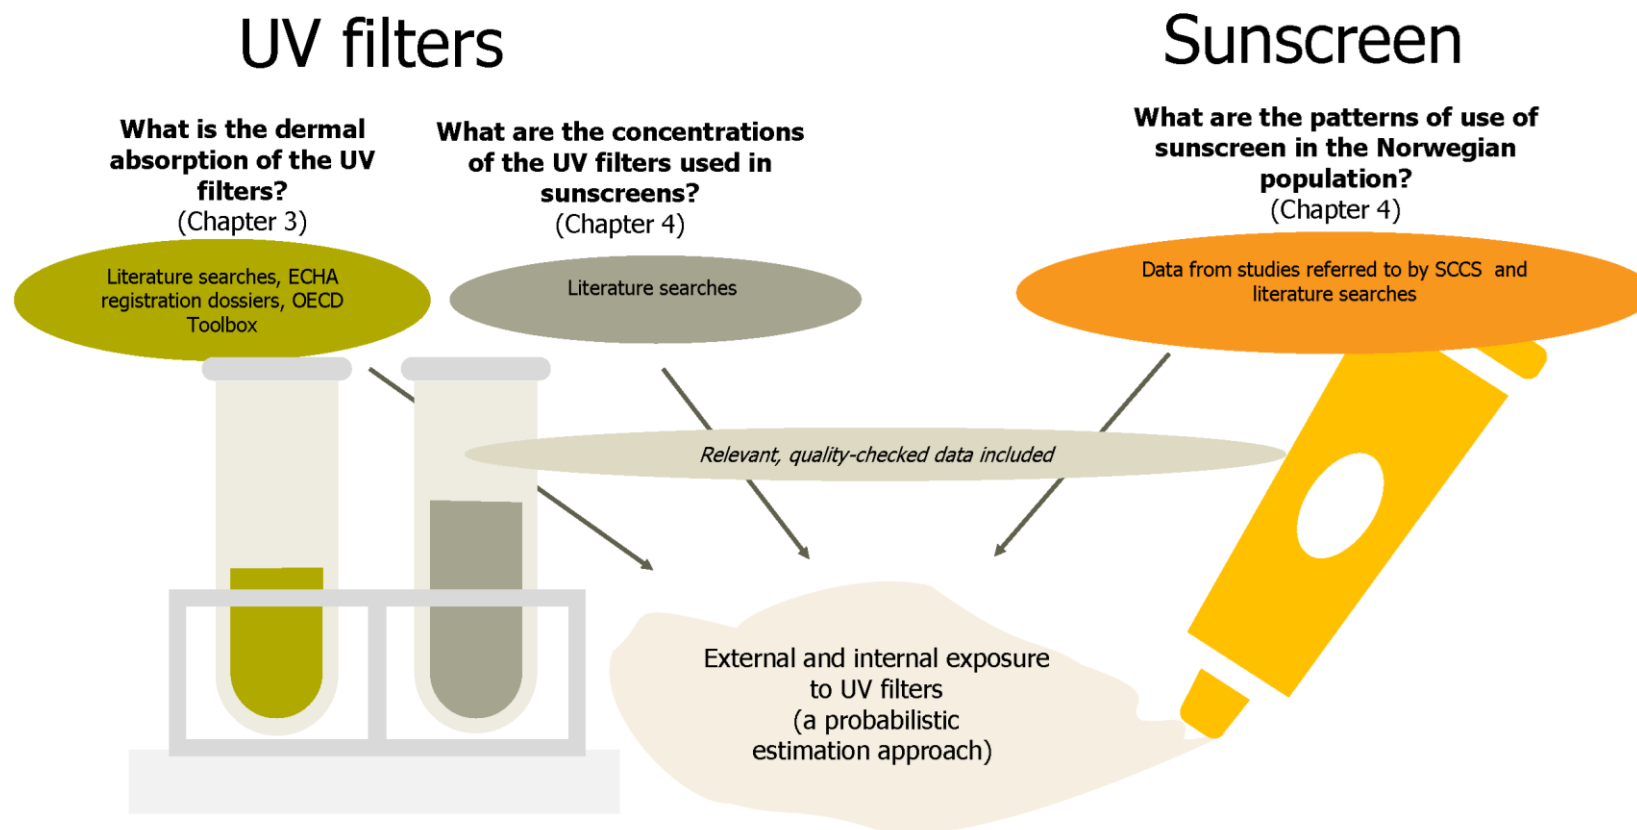 UV filters
Sunscreen
What is the dermal
absorption of the UV
filters?
(Chapter 3)
What are the concentrations
of the UV filters used in
sunscreens?
(Chapter 4)
What are the patterns of use of
sunscreen in the Norwegian
population?
(Chapter 4)
Literature searches, ECHA
registration dossiers, OECD
Toolbox
Literature searches
Data from studies referred to by SCCS and
literature searches
Relevant, quality-checked data included
External and internal exposure
to UV filters
(a probabilistic
estimation approach)